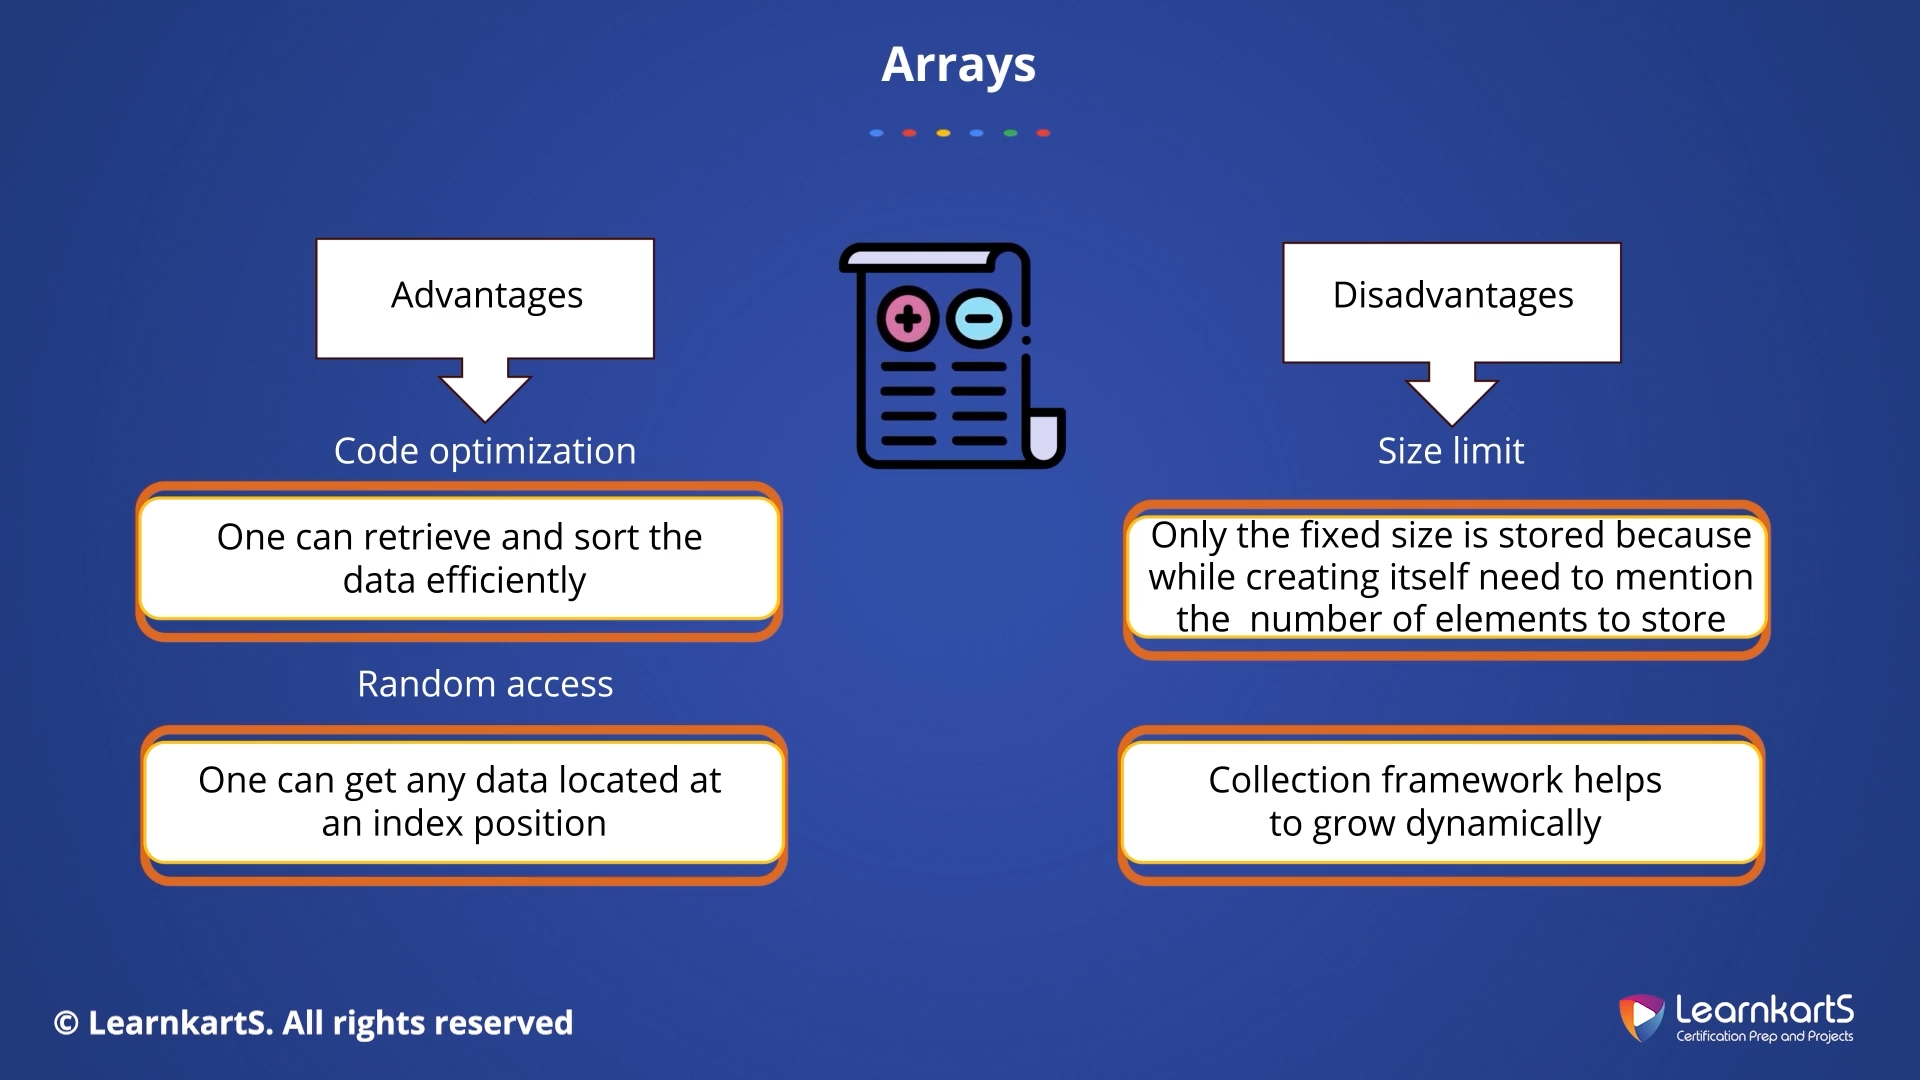 Arrays
Advantages
Code optimization
One can retrieve and sort the
data efficiently
Random access
One can get any data located at
an index position
Disadvantages
Size limit
Only the fixed size is stored because
while creating itself need to mention
the  number of elements to store
Collection framework helps
to grow dynamically
© LearnkartS. All rights reserved
LearnkartS
Certification Prep and Projects